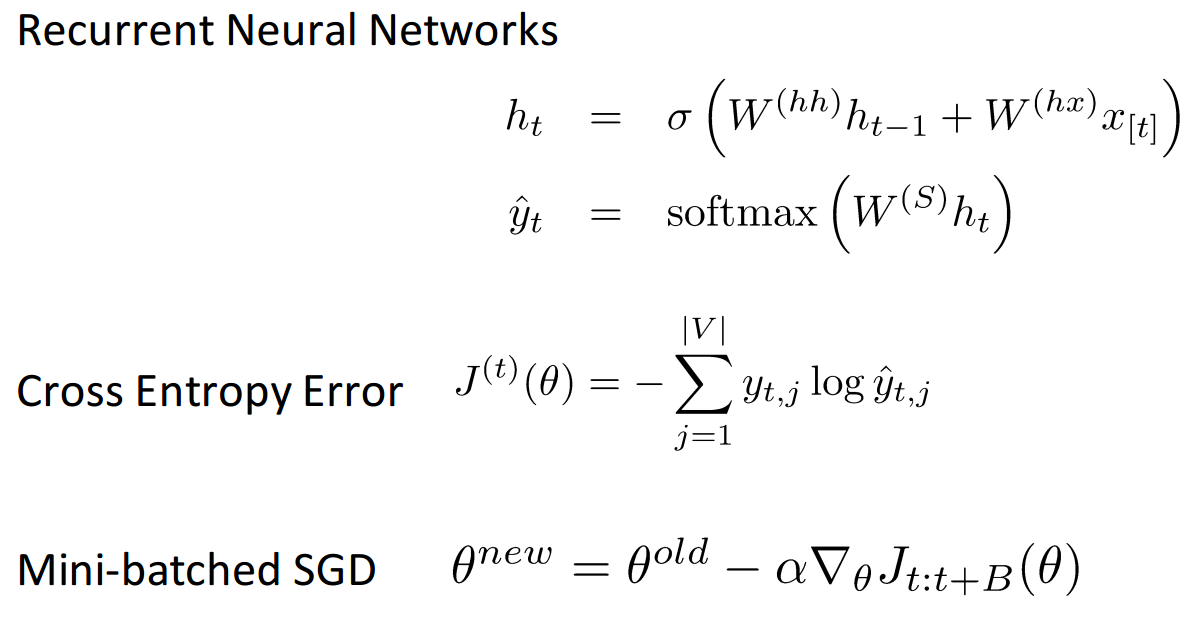 Recurrent Neural Networks
h_t = σ(W^{(hh)} h_{t−1} + W^{(hx)} x_{[t]})
ŷ_t = softmax(W^{(S)} h_t)
Cross Entropy Error J^{(t)}(θ) = − ∑_{j=1}^{|V|} y_{t,j} log ŷ_{t,j}
Mini-batched SGD θ^{new} = θ^{old} − α∇_θ J_{t:t+B}(θ)